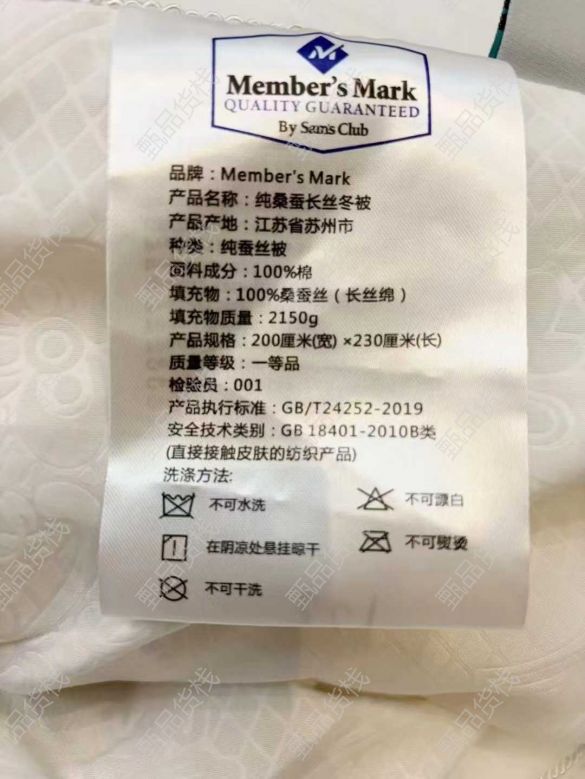 Member's Mark
QUALITY GUARANTEED
By Sam's Club
品牌：Member's Mark
产品名称：纯桑蚕长丝冬被
产品产地：江苏省苏州市
种类：纯蚕丝被
面料成分：100%棉
填充物：100%桑蚕丝（长丝绵）
填充物质量：2150g
产品规格：200厘米(宽) ×230厘米(长)
质量等级：一等品
检验员：001
产品执行标准：GB/T24252-2019
安全技术类别：GB 18401-2010B类
(直接接触皮肤的纺织产品)
洗涤方法:
不可水洗 不可漂白
在阴凉处悬挂晾干 不可熨烫
不可干洗
甄品货栈